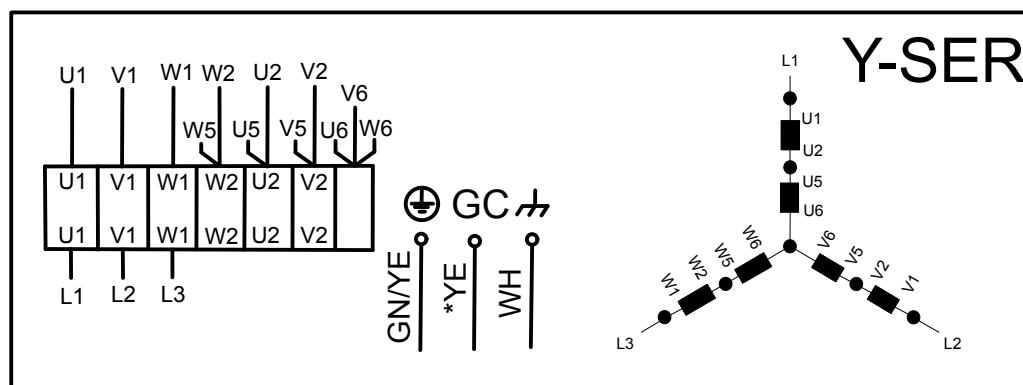 Y-SER
U1 V1 W1 W2 U2 V2 V6
W5 U5 V5 U6 W6
U1 V1 W1 W2 U2 V2
U1 V1 W1 W2 U2 V2
L1 L2 L3
GC
GN/YE *YE WH
L1
U1
U2
U5
U6
W6
W5
W2
W1
L3
V6
V5
V2
V1
L2